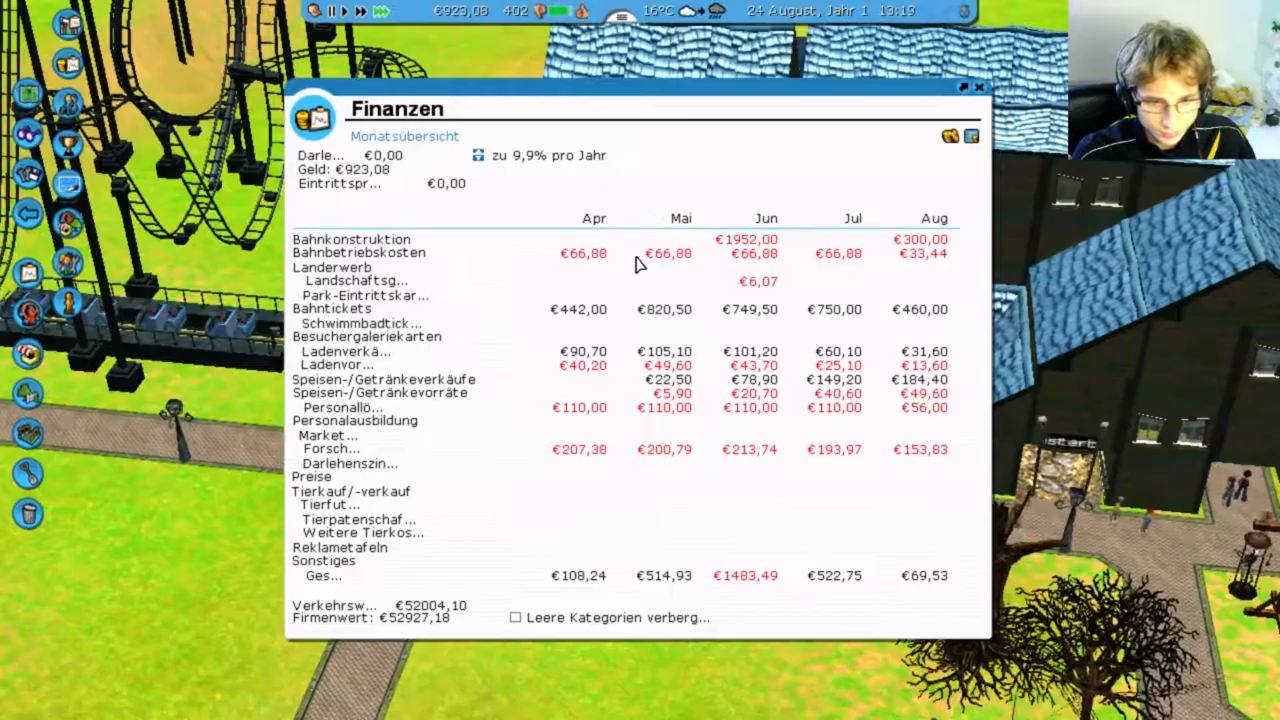 €923,08 402 16°C 24 August, Jahr 1 13:19
Finanzen
Monatsübersicht
Darle... €0,00 zu 9,9% pro Jahr
Geld: €923,08
Eintrittspr... €0,00
Apr Mai Jun Jul Aug
Bahnkonstruktion €1952,00 €300,00
Bahnbetriebskosten €66,88 €66,88 €66,88 €66,88 €33,44
Landerwerb
Landschaftsg... €6,07
Park-Eintrittskar...
Bahntickets €442,00 €820,50 €749,50 €750,00 €460,00
Schwimmbadtick...
Besuchergaleriekarten
Ladenverkä... €90,70 €105,10 €101,20 €60,10 €31,60
Ladenvor... €40,20 €49,60 €43,70 €25,10 €13,60
Speisen-/Getränkeverkäufe €22,50 €78,90 €149,20 €184,40
Speisen-/Getränkevorräte €5,90 €20,70 €40,60 €49,60
Personallö... €110,00 €110,00 €110,00 €110,00 €56,00
Personalausbildung
Market...
Forsch... €207,38 €200,79 €213,74 €193,97 €153,83
Darlehenszin...
Preise
Tierkauf/-verkauf
Tierfut...
Tierpatenschaf...
Weitere Tierkos...
Reklametafeln
Sonstiges
Ges... €108,24 €514,93 €1483,49 €522,75 €69,53
Verkehrsw... €52004,10
Firmenwert: €52927,18 Leere Kategorien verberg...